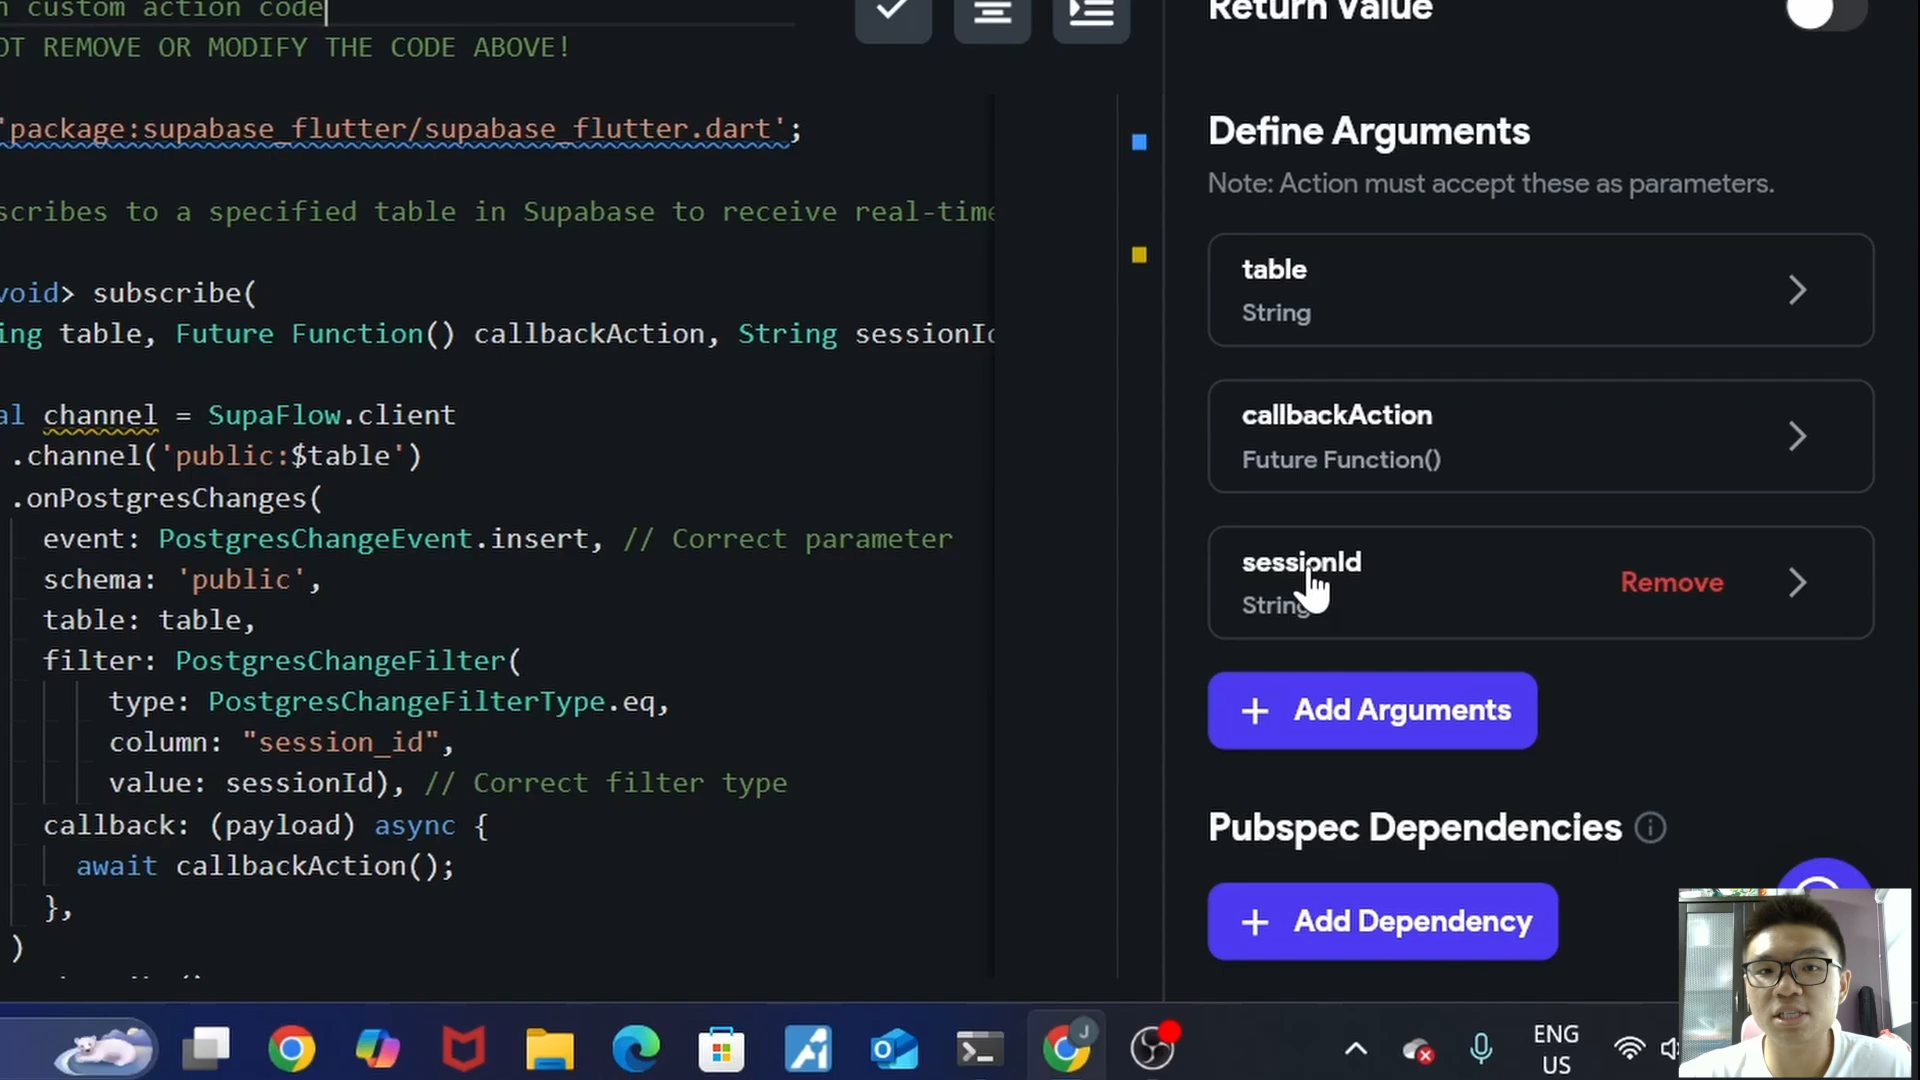 n custom action code
OT REMOVE OR MODIFY THE CODE ABOVE!
'package:supabase_flutter/supabase_flutter.dart';
scribes to a specified table in Supabase to receive real-time
void> subscribe(
ing table, Future Function() callbackAction, String sessionId
al channel = SupaFlow.client
.channel('public:$table')
.onPostgresChanges(
event: PostgresChangeEvent.insert, // Correct parameter
schema: 'public',
table: table,
filter: PostgresChangeFilter(
type: PostgresChangeFilterType.eq,
column: "session_id",
value: sessionId), // Correct filter type
callback: (payload) async {
await callbackAction();
},
)
Return Value
Define Arguments
Note: Action must accept these as parameters.
table
String
callbackAction
Future Function()
sessionId
String
Remove
+ Add Arguments
Pubspec Dependencies
+ Add Dependency
J
ENG
US